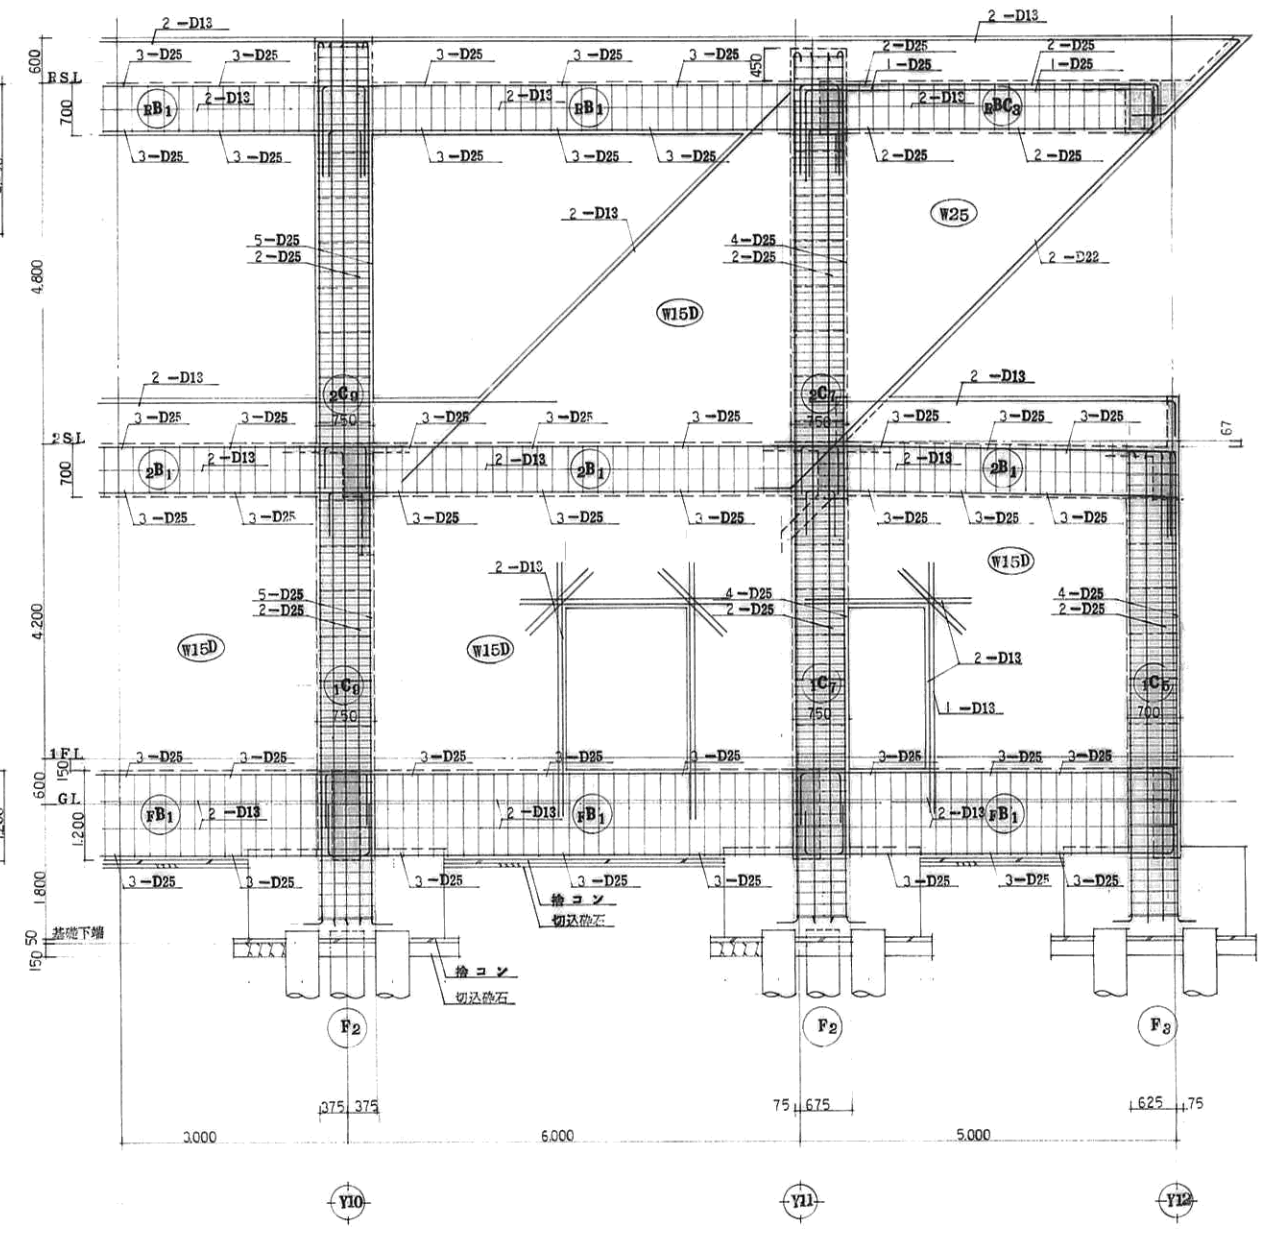 2-D13
2-D13
3-D25
3-D25
3-D25
3-D25
3-D25
2-D25
2-D25
1-D25
1-D25
600
450
RSL
700
RB1
2-D13
2-D13
RB1
2-D13
RBC3
3-D25
3-D25
3-D25
3-D25
3-D25
2-D25
2-D25
2-D13
W25
5-D25
2-D25
4-D25
2-D25
2-D22
4.800
W15D
2-D13
2-D13
2C9
750
2C7
750
3-D25
3-D25
3-D25
3-D25
3-D25
3-D25
3-D25
3-D25
67
2SL
700
2B1
2-D13
2-D13
2B1
2-D13
2B1
3-D25
3-D25
3-D25
3-D25
3-D25
3-D25
3-D25
3-D25
2-D13
W15D
5-D25
2-D25
4-D25
2-D25
4-D25
2-D25
4.200
W15D
W15D
2-D13
1-D13
750
1C7
750
1C5
700
1FL
3-D25
3-D25
3-D25
3-D25
3-D25
3-D25
3-D25
3-D25
150
600
GL
1.200
FB1
2-D13
2-D13
FB1
2-D13
FB1
3-D25
3-D25
3-D25
3-D25
3-D25
3-D25
3-D25
3-D25
1.800
捨コン
切込砕石
基礎下端
50
150
捨コン
切込砕石
F2
F2
F3
375
375
75
675
625
75
3.000
6.000
5.000
Y10
Y11
Y12